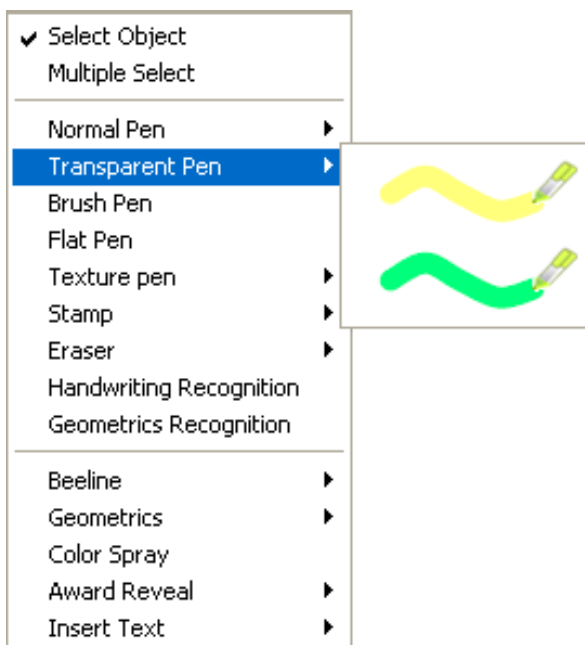 Select Object
Multiple Select
Normal Pen
Transparent Pen
Brush Pen
Flat Pen
Texture pen
Stamp
Eraser
Handwriting Recognition
Geometrics Recognition
Beeline
Geometrics
Color Spray
Award Reveal
Insert Text